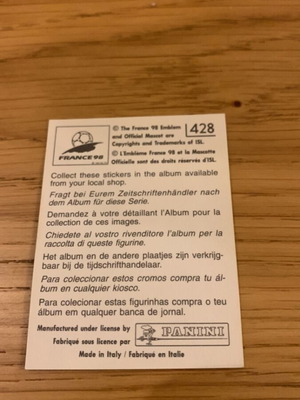 © The France 98 Emblem
and Official Mascot are
Copyrights and Trademarks of ISL.
428
© L'Emblème France 98 et la Mascotte
Officielle sont des droits réservés d'ISL.
FRANCE 98
Collect these stickers in the album available
from your local shop.
Fragt bei Eurem Zeitschriftenhändler nach
dem Album für diese Serie.
Demandez à votre détaillant l'Album pour la
collection de ces images.
Chiedete al vostro rivenditore l'album per la
raccolta di queste figurine.
Het album en de andere plaatjes zijn verkrijg-
baar bij de tijdschrifthandelaar.
Para coleccionar estos cromos compra tu ál-
bum en cualquier kiosco.
Para colecionar estas figurinhas compra o teu
álbum em qualquer banca de jornal.
Manufactured under license by
Fabriqué sous licence par
PANINI
Made in Italy / Fabriqué en Italie